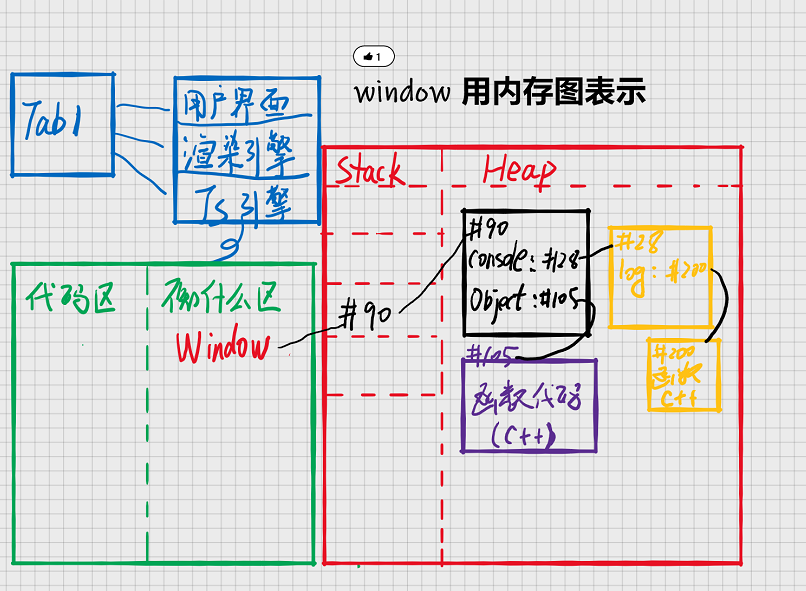 1
window 用内存图表示
Tab1
用户界面
渲染引擎
Js引擎
代码区
不知什么区
Window
Stack
Heap
#90
#90
console: #28
Object: #105
#28
log: #200
#105
函数代码
(C++)
#200
函数
C++